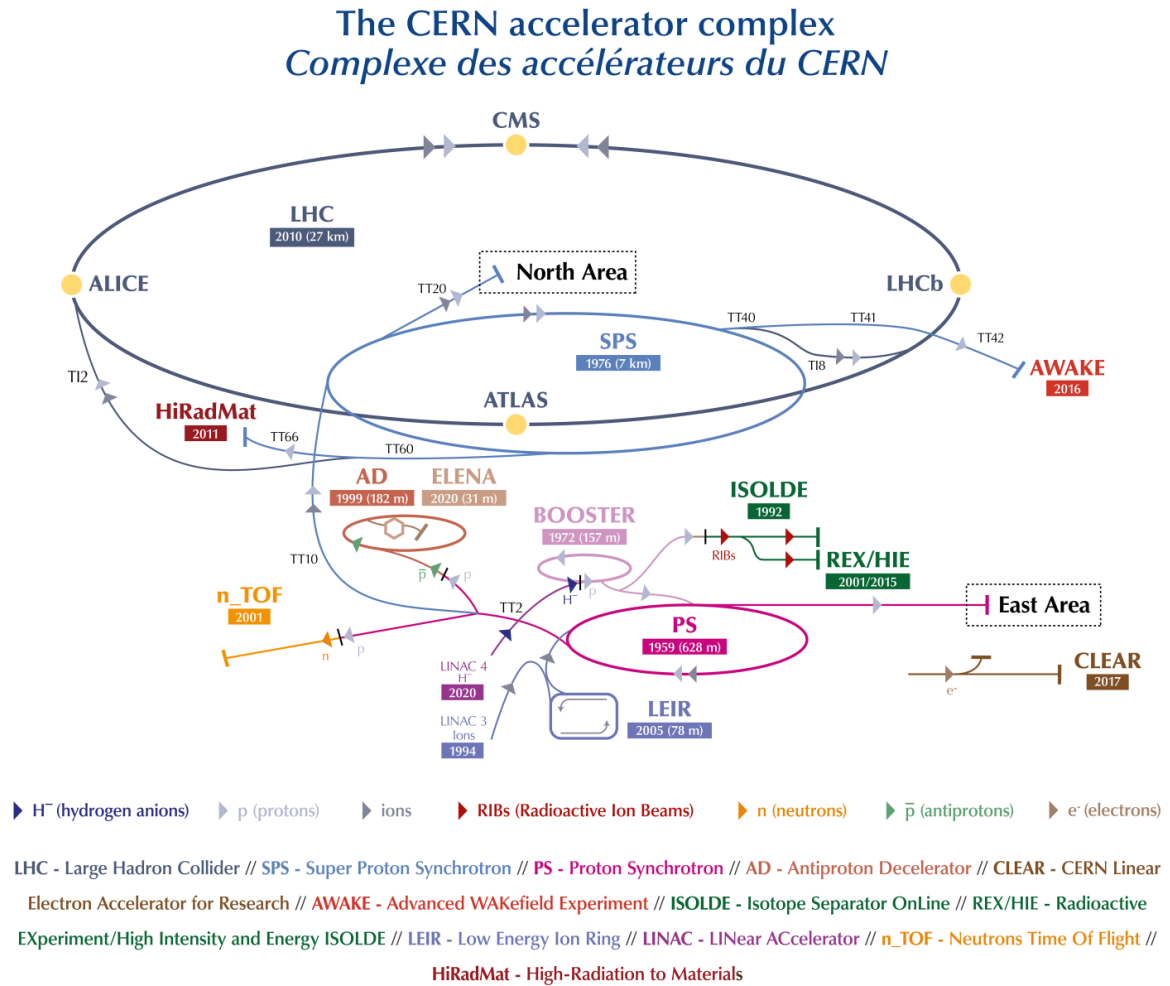 The CERN accelerator complex
Complexe des accélérateurs du CERN
CMS
LHC
2010 (27 km)
North Area
TT20
ALICE
LHCb
TT40
TT41
SPS
1976 (7 km)
TT42
TI8
AWAKE
2016
TI2
ATLAS
HiRadMat
2011
TT66
TT60
AD
1999 (182 m)
ELENA
2020 (31 m)
ISOLDE
1992
BOOSTER
1972 (157 m)
RIBs
REX/HIE
2001/2015
TT10
p̅
p
H⁻
p
n_TOF
2001
TT2
East Area
PS
1959 (628 m)
n
p
LINAC 4
H⁻
2020
CLEAR
2017
e-
LEIR
2005 (78 m)
LINAC 3
Ions
1994
H⁻ (hydrogen anions)
p (protons)
ions
RIBs (Radioactive Ion Beams)
n (neutrons)
p̅ (antiprotons)
e- (electrons)
LHC - Large Hadron Collider // SPS - Super Proton Synchrotron // PS - Proton Synchrotron // AD - Antiproton Decelerator // CLEAR - CERN Linear
Electron Accelerator for Research // AWAKE - Advanced WAKefield Experiment // ISOLDE - Isotope Separator OnLine // REX/HIE - Radioactive
EXperiment/High Intensity and Energy ISOLDE // LEIR - Low Energy Ion Ring // LINAC - LINear ACcelerator // n_TOF - Neutrons Time Of Flight //
HiRadMat - High-Radiation to Materials